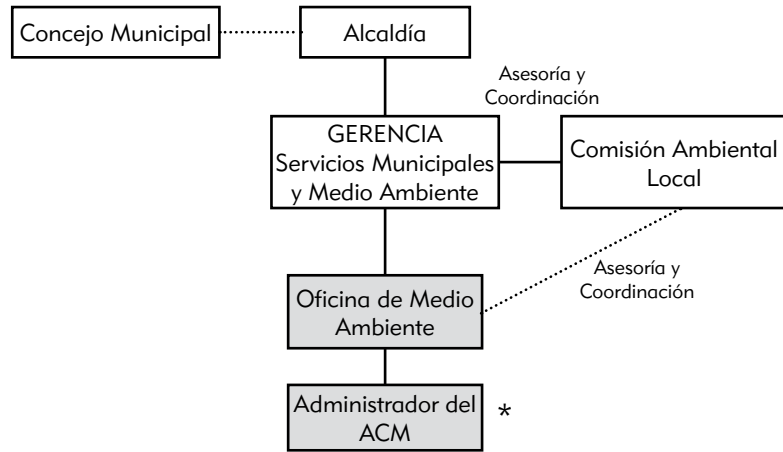 Concejo Municipal
Alcaldía
Asesoría y
Coordinación
GERENCIA
Servicios Municipales
y Medio Ambiente
Comisión Ambiental
Local
Asesoría y
Coordinación
Oficina de Medio
Ambiente
Administrador del
ACM
*